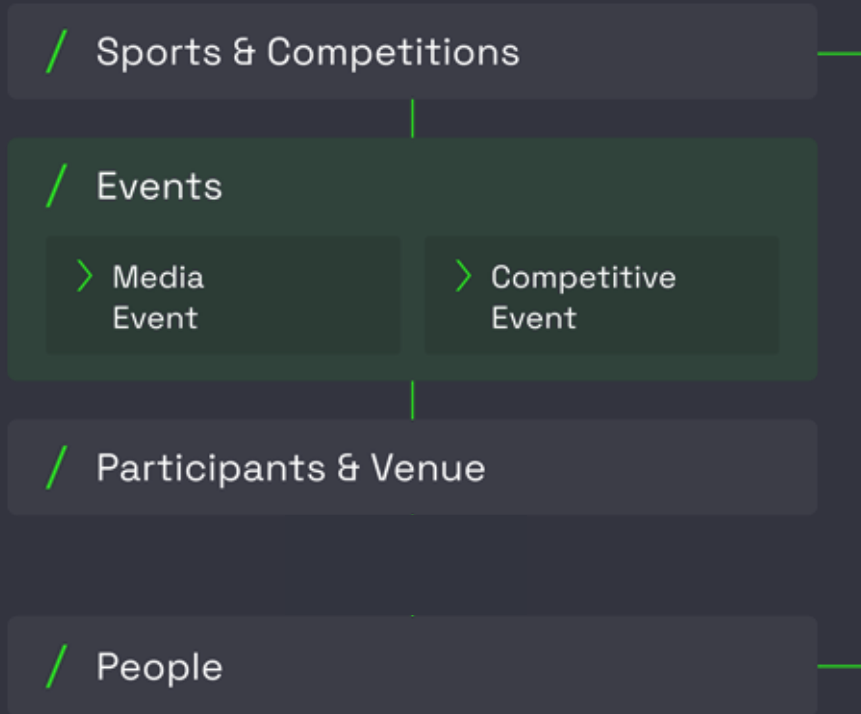 / Sports & Competitions
/ Events
> Media
Event
> Competitive
Event
/ Participants & Venue
/ People